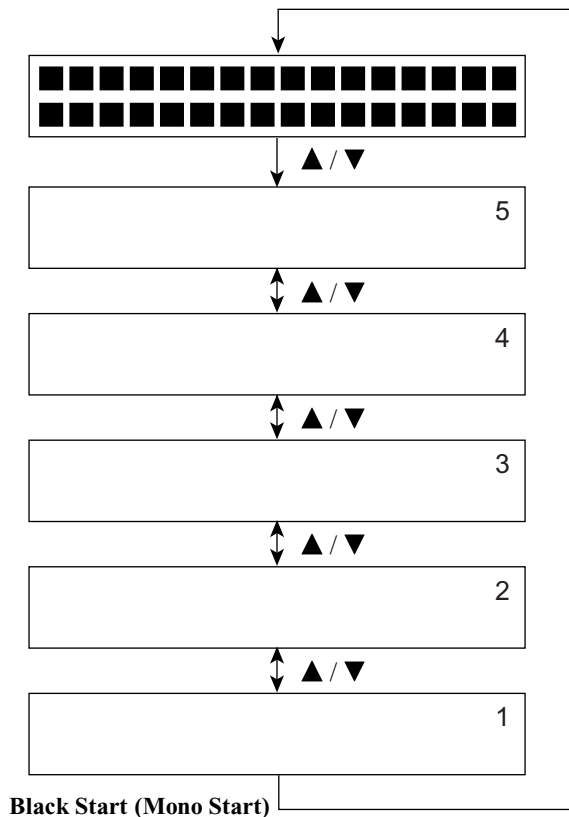 ▲ / ▼
5
▲ / ▼
4
▲ / ▼
3
▲ / ▼
2
▲ / ▼
1
Black Start (Mono Start)